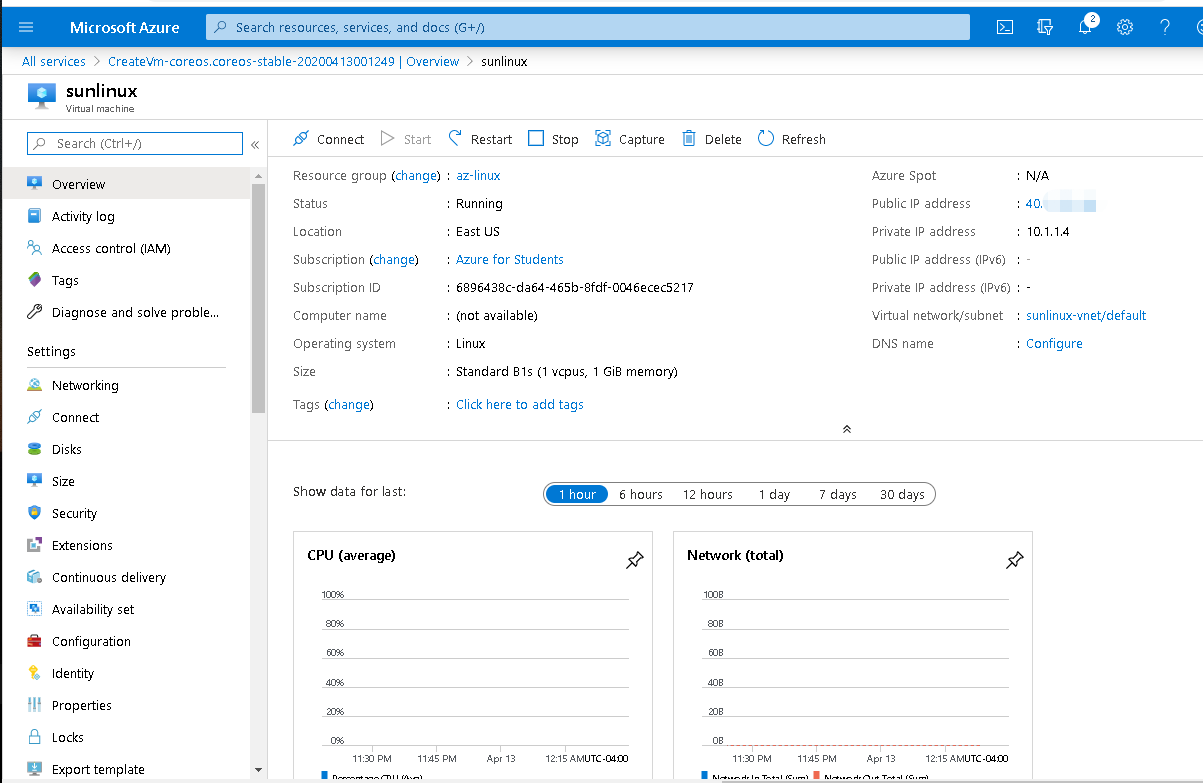 Microsoft Azure
Search resources, services, and docs (G+/)
2
All services > CreateVm-coreos.coreos-stable-20200413001249 | Overview > sunlinux
sunlinux
Virtual machine
Search (Ctrl+/)
«
Overview
Activity log
Access control (IAM)
Tags
Diagnose and solve proble...
Settings
Networking
Connect
Disks
Size
Security
Extensions
Continuous delivery
Availability set
Configuration
Identity
Properties
Locks
Export template
Connect Start Restart Stop Capture Delete Refresh
Resource group (change) : az-linux
Status : Running
Location : East US
Subscription (change) : Azure for Students
Subscription ID : 6896438c-da64-465b-8fdf-0046ecec5217
Computer name : (not available)
Operating system : Linux
Size : Standard B1s (1 vcpus, 1 GiB memory)
Tags (change) : Click here to add tags
Azure Spot : N/A
Public IP address : 40.
Private IP address : 10.1.1.4
Public IP address (IPv6) : -
Private IP address (IPv6) : -
Virtual network/subnet : sunlinux-vnet/default
DNS name : Configure
Show data for last:
1 hour 6 hours 12 hours 1 day 7 days 30 days
CPU (average)
100%
80%
60%
40%
20%
0%
11:30 PM 11:45 PM Apr 13 12:15 AM UTC-04:00
Percentage CPU (Avg)
Network (total)
100B
80B
60B
40B
20B
0B
11:30 PM 11:45 PM Apr 13 12:15 AM UTC-04:00
Network In Total (Sum) Network Out Total (Sum)